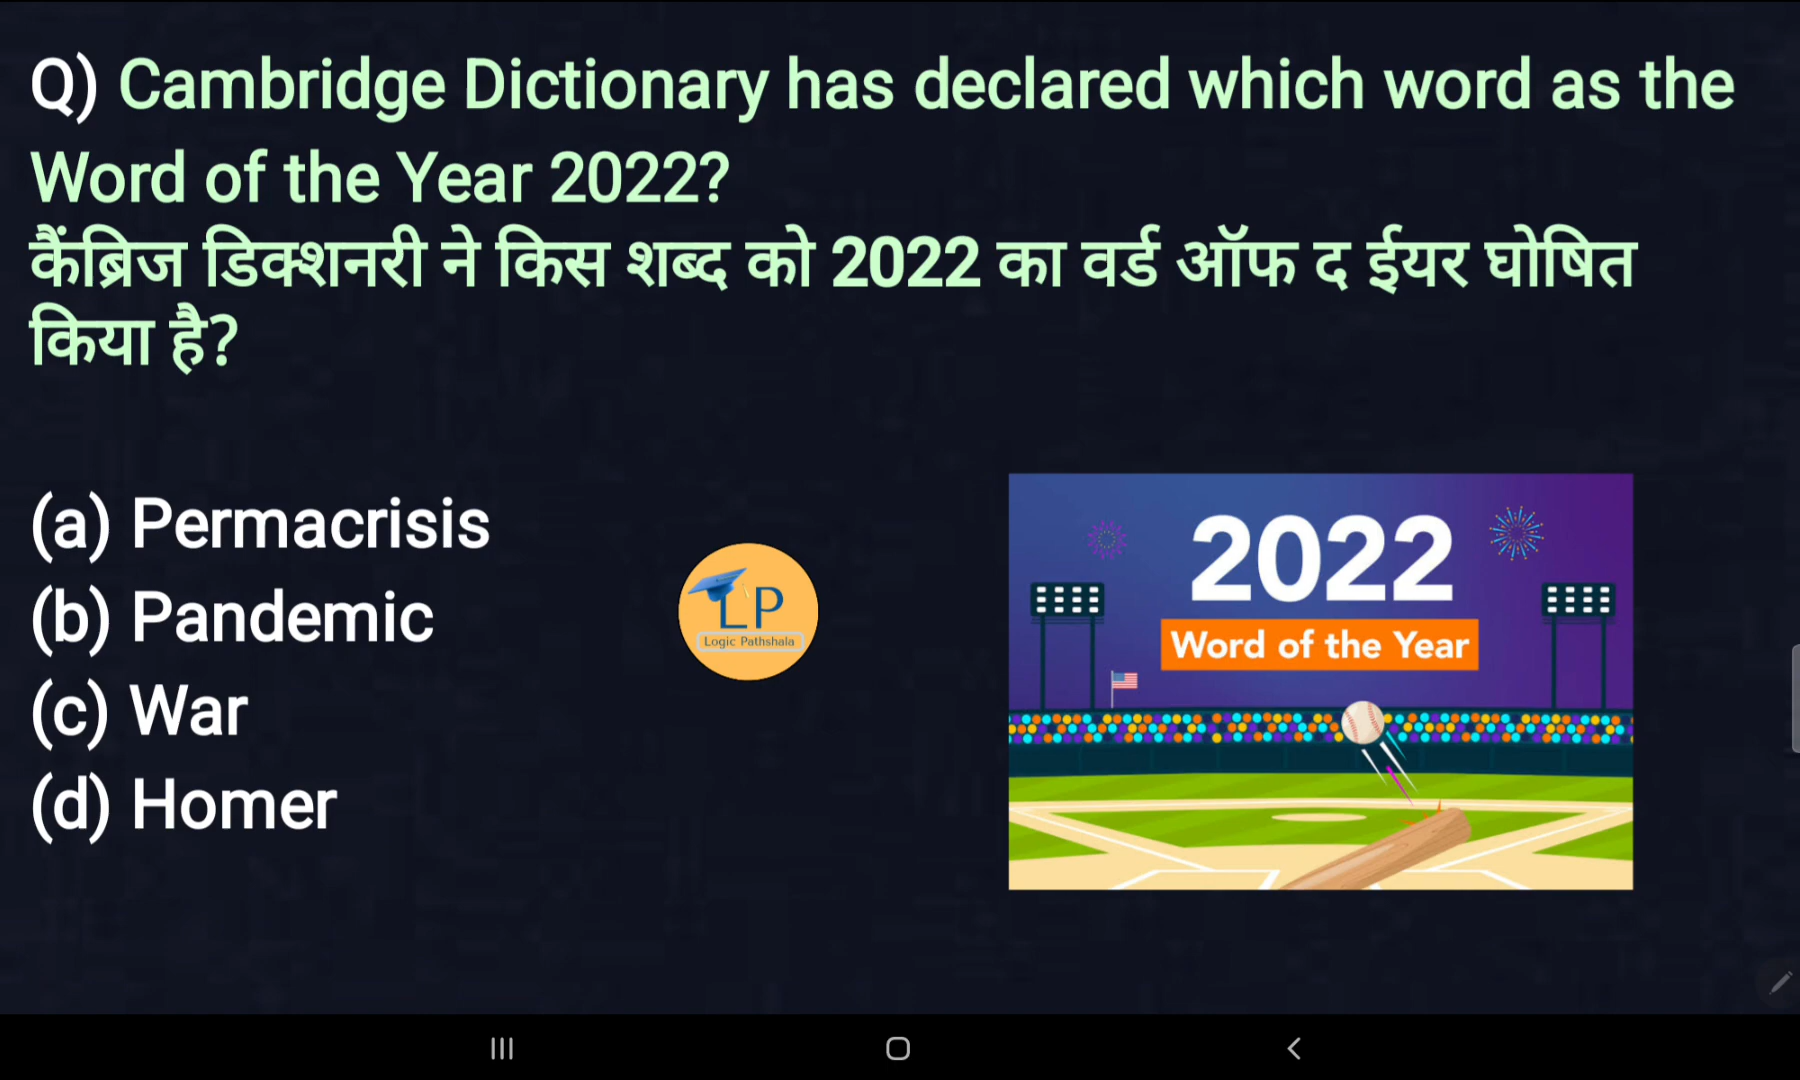 Q) Cambridge Dictionary has declared which word as the
Word of the Year 2022?
कैंब्रिज डिक्शनरी ने किस शब्द को 2022 का वर्ड ऑफ द ईयर घोषित
किया है?
(a) Permacrisis
(b) Pandemic
(c) War
(d) Homer
LP
Logic Pathshala
2022
Word of the Year